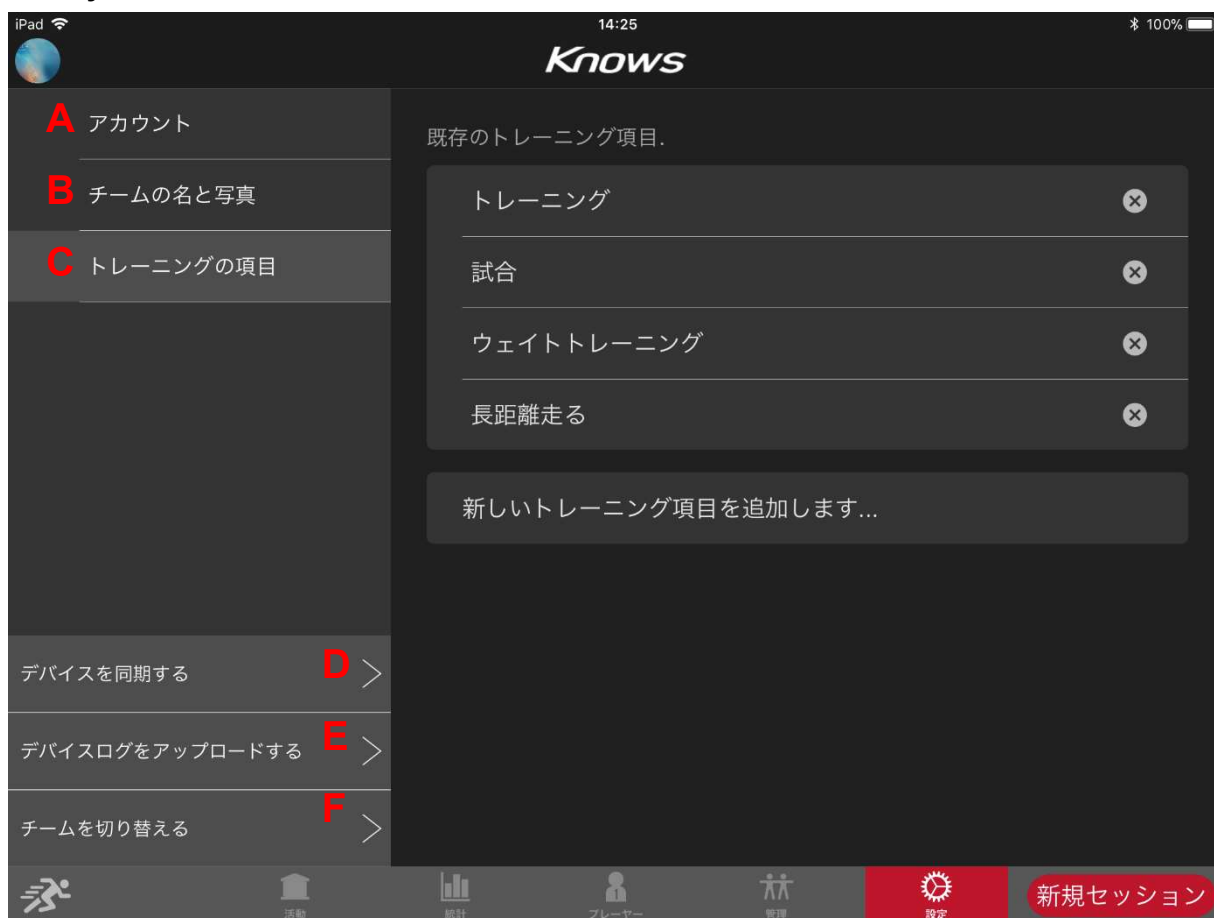 iPad 14:25 100%
Knows
A アカウント
B チームの名と写真
C トレーニングの項目
既存のトレーニング項目.
トレーニング
試合
ウェイトトレーニング
長距離走る
新しいトレーニング項目を追加します...
デバイスを同期する D
デバイスログをアップロードする E
チームを切り替える F
活動
統計
1
プレーヤー
管理
設定
新規セッション